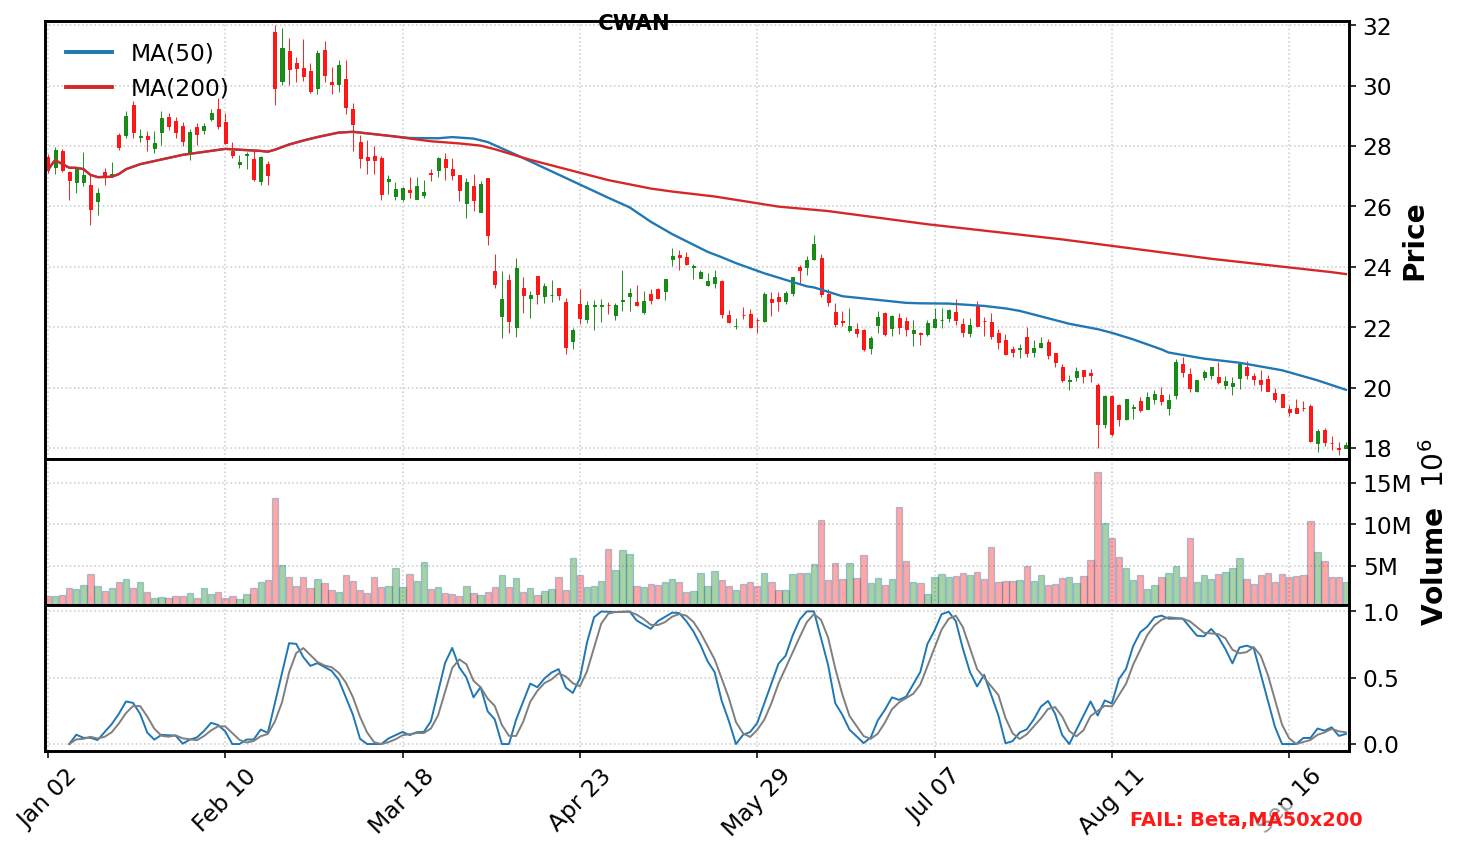 CWAN
MA(50)
MA(200)
32
30
28
26
24
22
20
18
Price
15M
10M
5M
Volume 10^6
1.0
0.5
0.0
Jan 02
Feb 10
Mar 18
Apr 23
May 29
Jul 07
Aug 11
Sep 16
FAIL: Beta,MA50x200